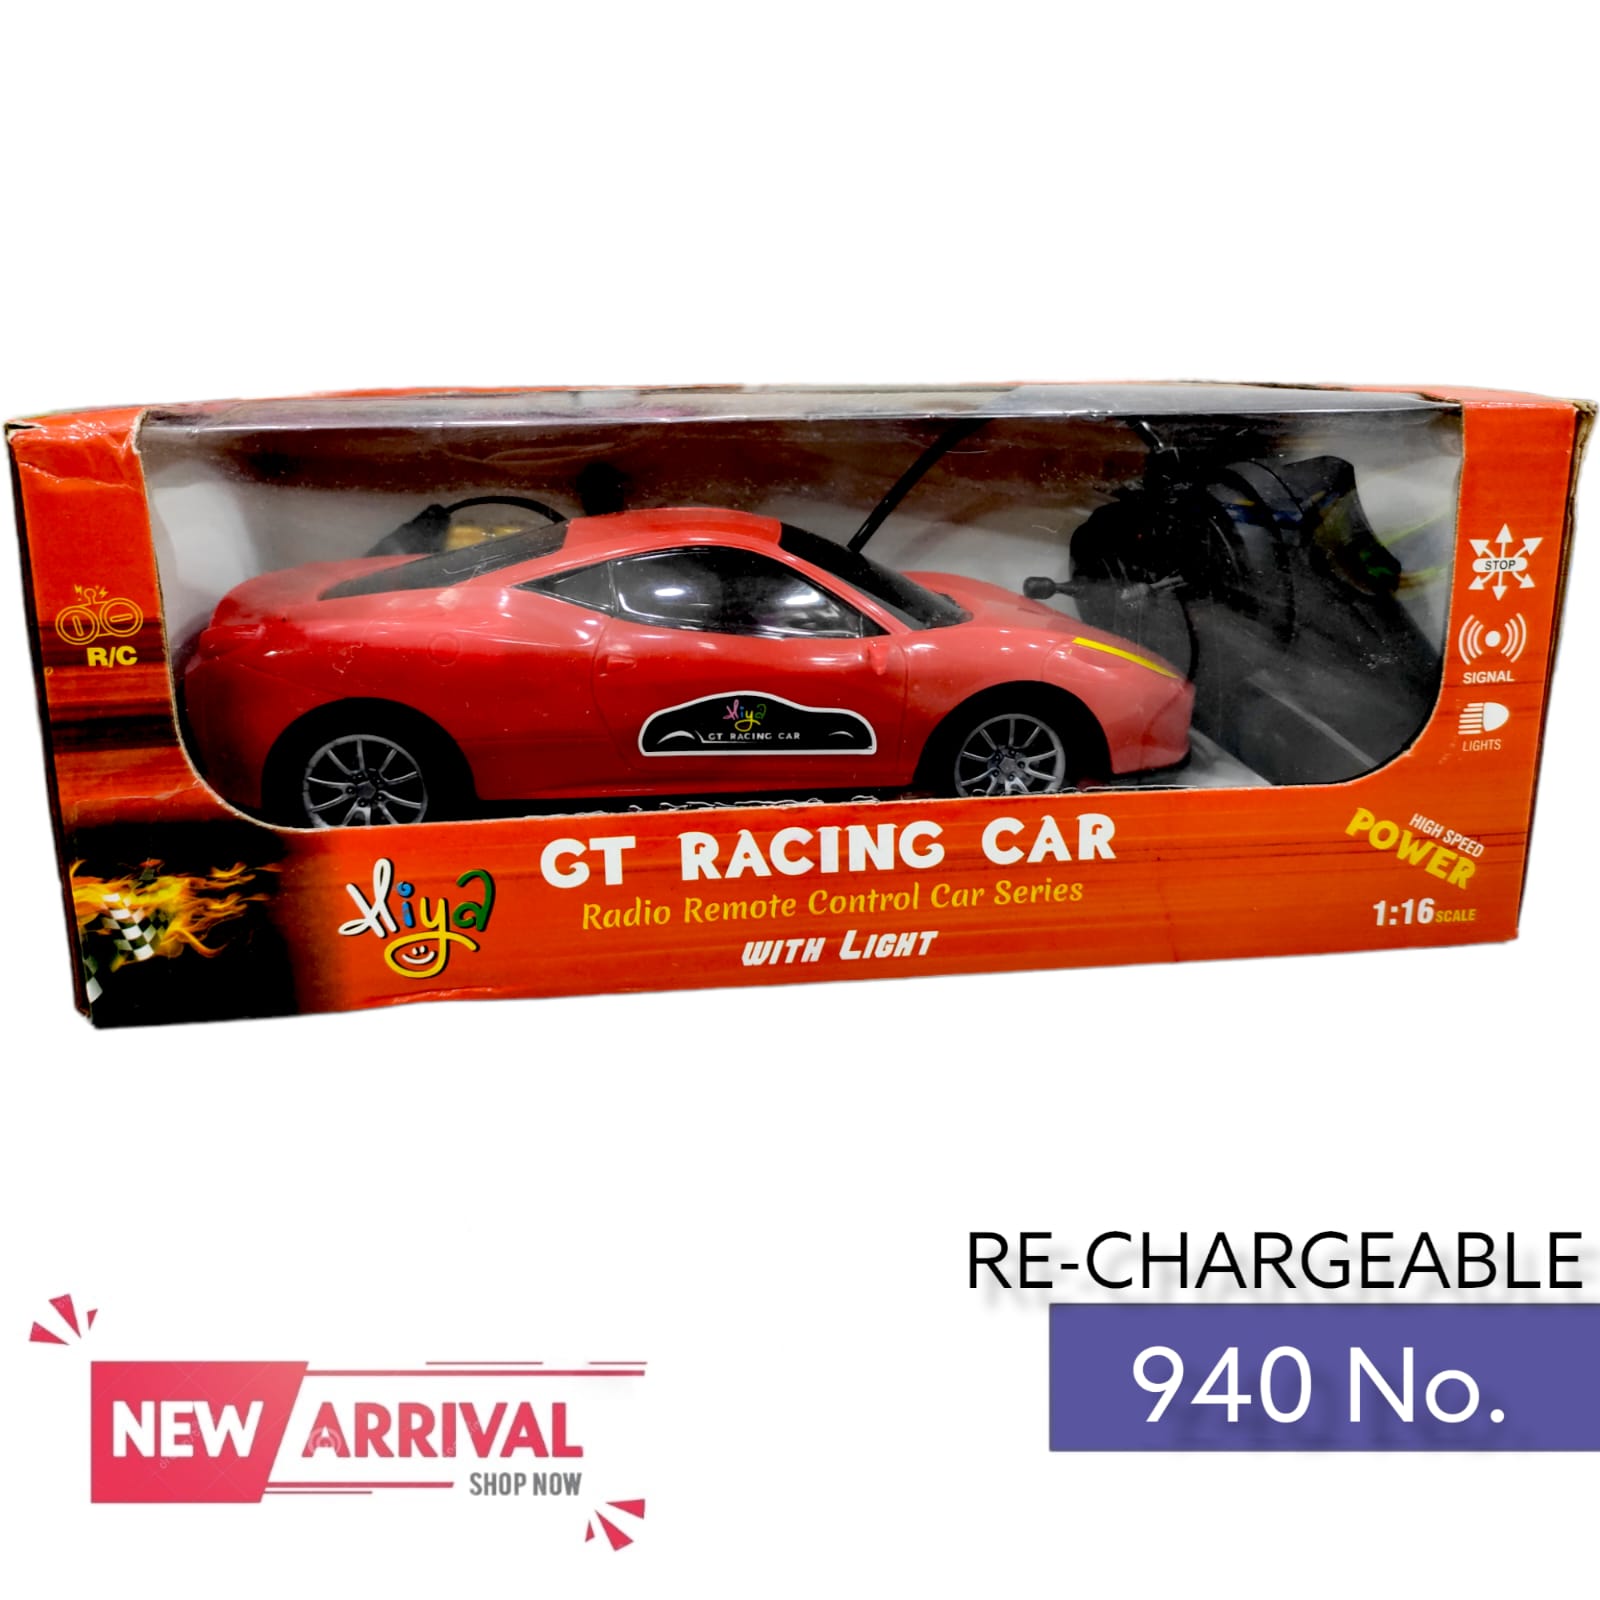 R/C
STOP
SIGNAL
LIGHTS
Hiya
GT RACING CAR
Hiya
GT RACING CAR
Radio Remote Control Car Series
WITH LIGHT
HIGH SPEED
POWER
1:16 SCALE
RE-CHARGEABLE
940 No.
NEW ARRIVAL
SHOP NOW